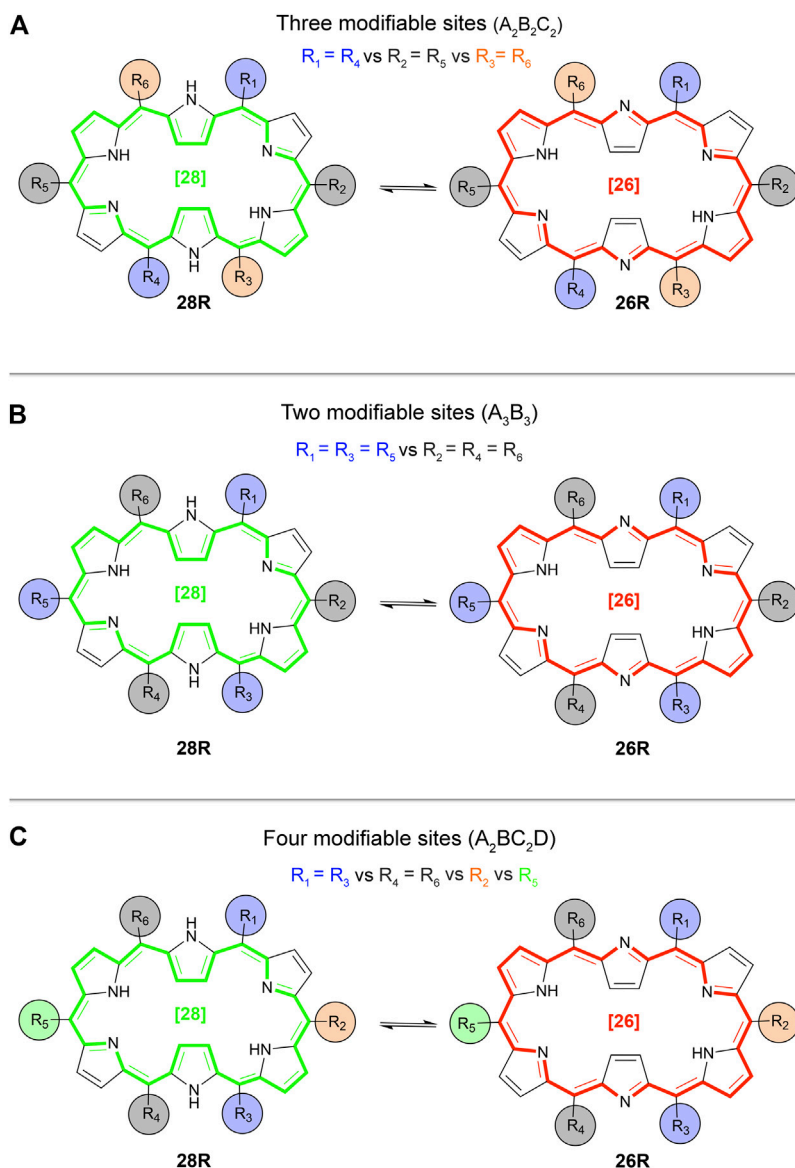 A
Three modifiable sites (A₂B₂C₂)
R₁ = R₄ vs R₂ = R₅ vs R₃ = R₆
R₆ H N R₁ R₆ N R₁
NH N NH N
R₅ [28] R₂ R₅ [26] R₂
N HN N HN
R₄ N H R₃ R₄ N R₃
28R 26R
B
Two modifiable sites (A₃B₃)
R₁ = R₃ = R₅ vs R₂ = R₄ = R₆
R₆ H N R₁ R₆ N R₁
NH N NH N
R₅ [28] R₂ R₅ [26] R₂
N HN N HN
R₄ N H R₃ R₄ N R₃
28R 26R
C
Four modifiable sites (A₂BC₂D)
R₁ = R₃ vs R₄ = R₆ vs R₂ vs R₅
R₆ H N R₁ R₆ N R₁
NH N NH N
R₅ [28] R₂ R₅ [26] R₂
N HN N HN
R₄ N H R₃ R₄ N R₃
28R 26R